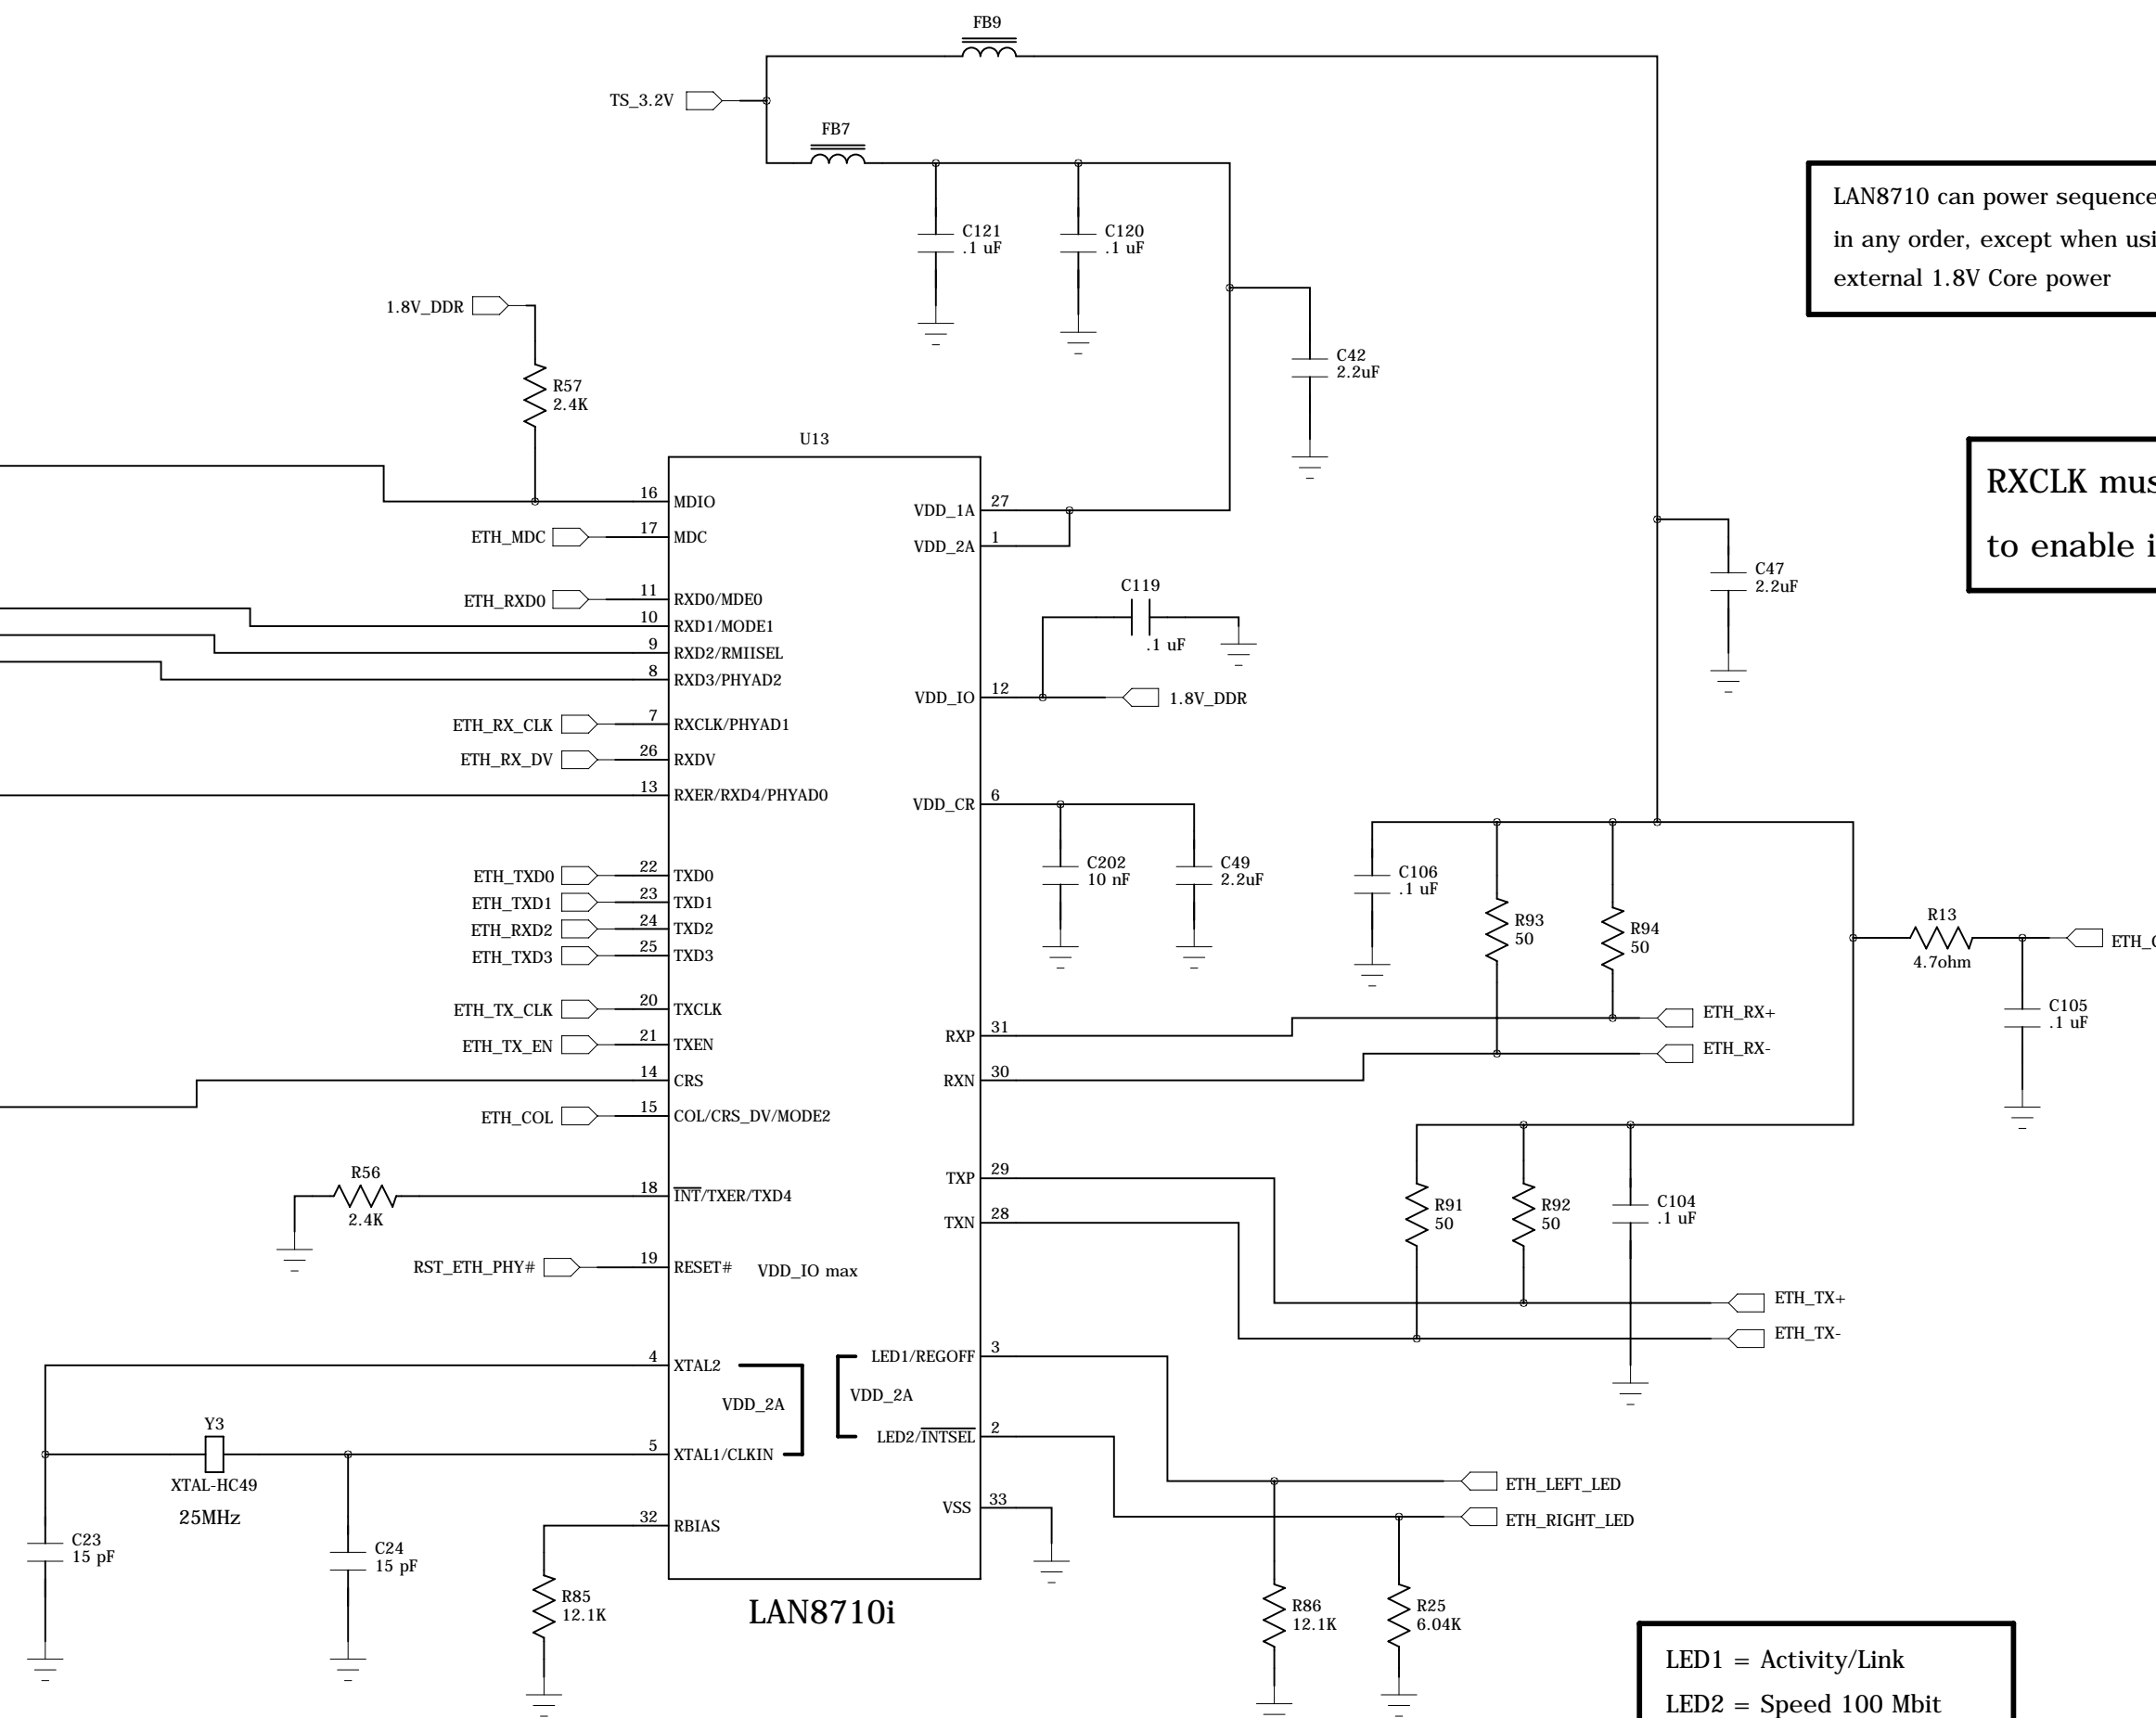 FB9
TS_3.2V
FB7
LAN8710 can power sequence
in any order, except when usi
external 1.8V Core power
C121
.1 uF
C120
.1 uF
1.8V_DDR
C42
2.2uF
R57
2.4K
U13
RXCLK mus
to enable i
16 MDIO
ETH_MDC 17 MDC
ETH_RXD0 11 RXD0/MDE0
10 RXD1/MODE1
9 RXD2/RMIISEL
8 RXD3/PHYAD2
ETH_RX_CLK 7 RXCLK/PHYAD1
ETH_RX_DV 26 RXDV
13 RXER/RXD4/PHYAD0
ETH_TXD0 22 TXD0
ETH_TXD1 23 TXD1
ETH_RXD2 24 TXD2
ETH_TXD3 25 TXD3
ETH_TX_CLK 20 TXCLK
ETH_TX_EN 21 TXEN
14 CRS
ETH_COL 15 COL/CRS_DV/MODE2
R56
2.4K
18 INT/TXER/TXD4
RST_ETH_PHY# 19 RESET# VDD_IO max
4 XTAL2
VDD_2A
5 XTAL1/CLKIN
Y3
XTAL-HC49
25MHz
C23
15 pF
C24
15 pF
32 RBIAS
R85
12.1K
LAN8710i
VDD_1A 27
VDD_2A 1
C119
.1 uF
VDD_IO 12 1.8V_DDR
C47
2.2uF
VDD_CR 6
C202
10 nF
C49
2.2uF
C106
.1 uF
R93
50
R94
50
R13
4.7ohm
C105
.1 uF
RXP 31 ETH_RX+
RXN 30 ETH_RX-
TXP 29
TXN 28
R91
50
R92
50
C104
.1 uF
ETH_TX+
ETH_TX-
LED1/REGOFF 3
VDD_2A
LED2/INTSEL 2
ETH_LEFT_LED
ETH_RIGHT_LED
VSS 33
R86
12.1K
R25
6.04K
LED1 = Activity/Link
LED2 = Speed 100 Mbit